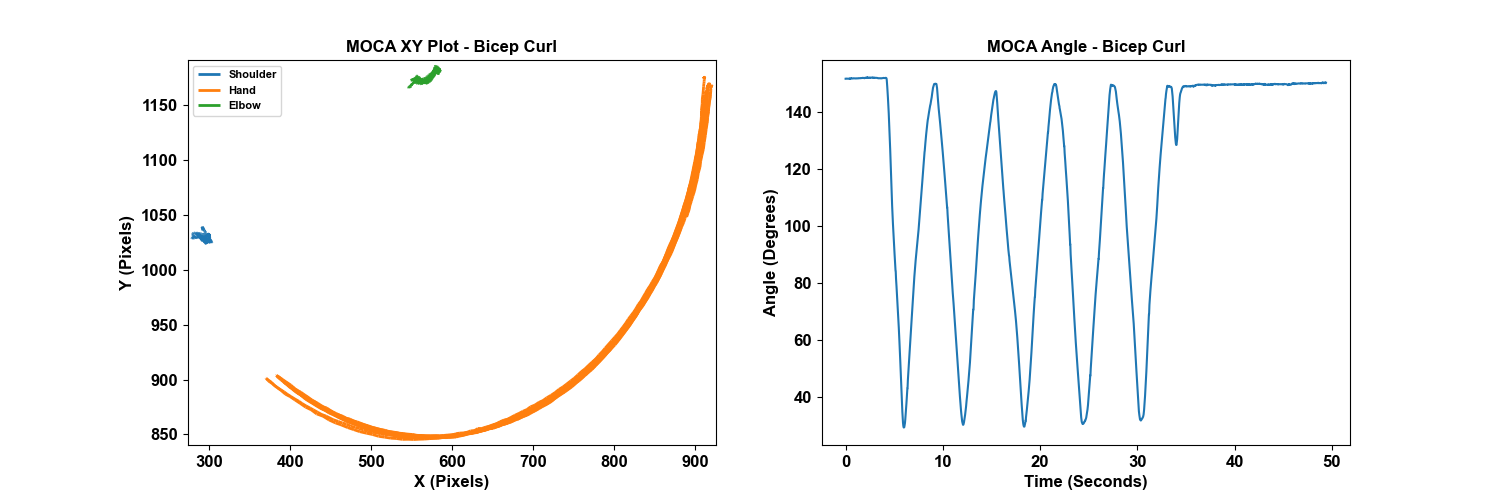 MOCA XY Plot - Bicep Curl
Shoulder
Hand
Elbow
Y (Pixels)
1150
1100
1050
1000
950
900
850
300 400 500 600 700 800 900
X (Pixels)
MOCA Angle - Bicep Curl
Angle (Degrees)
140
120
100
80
60
40
0 10 20 30 40 50
Time (Seconds)